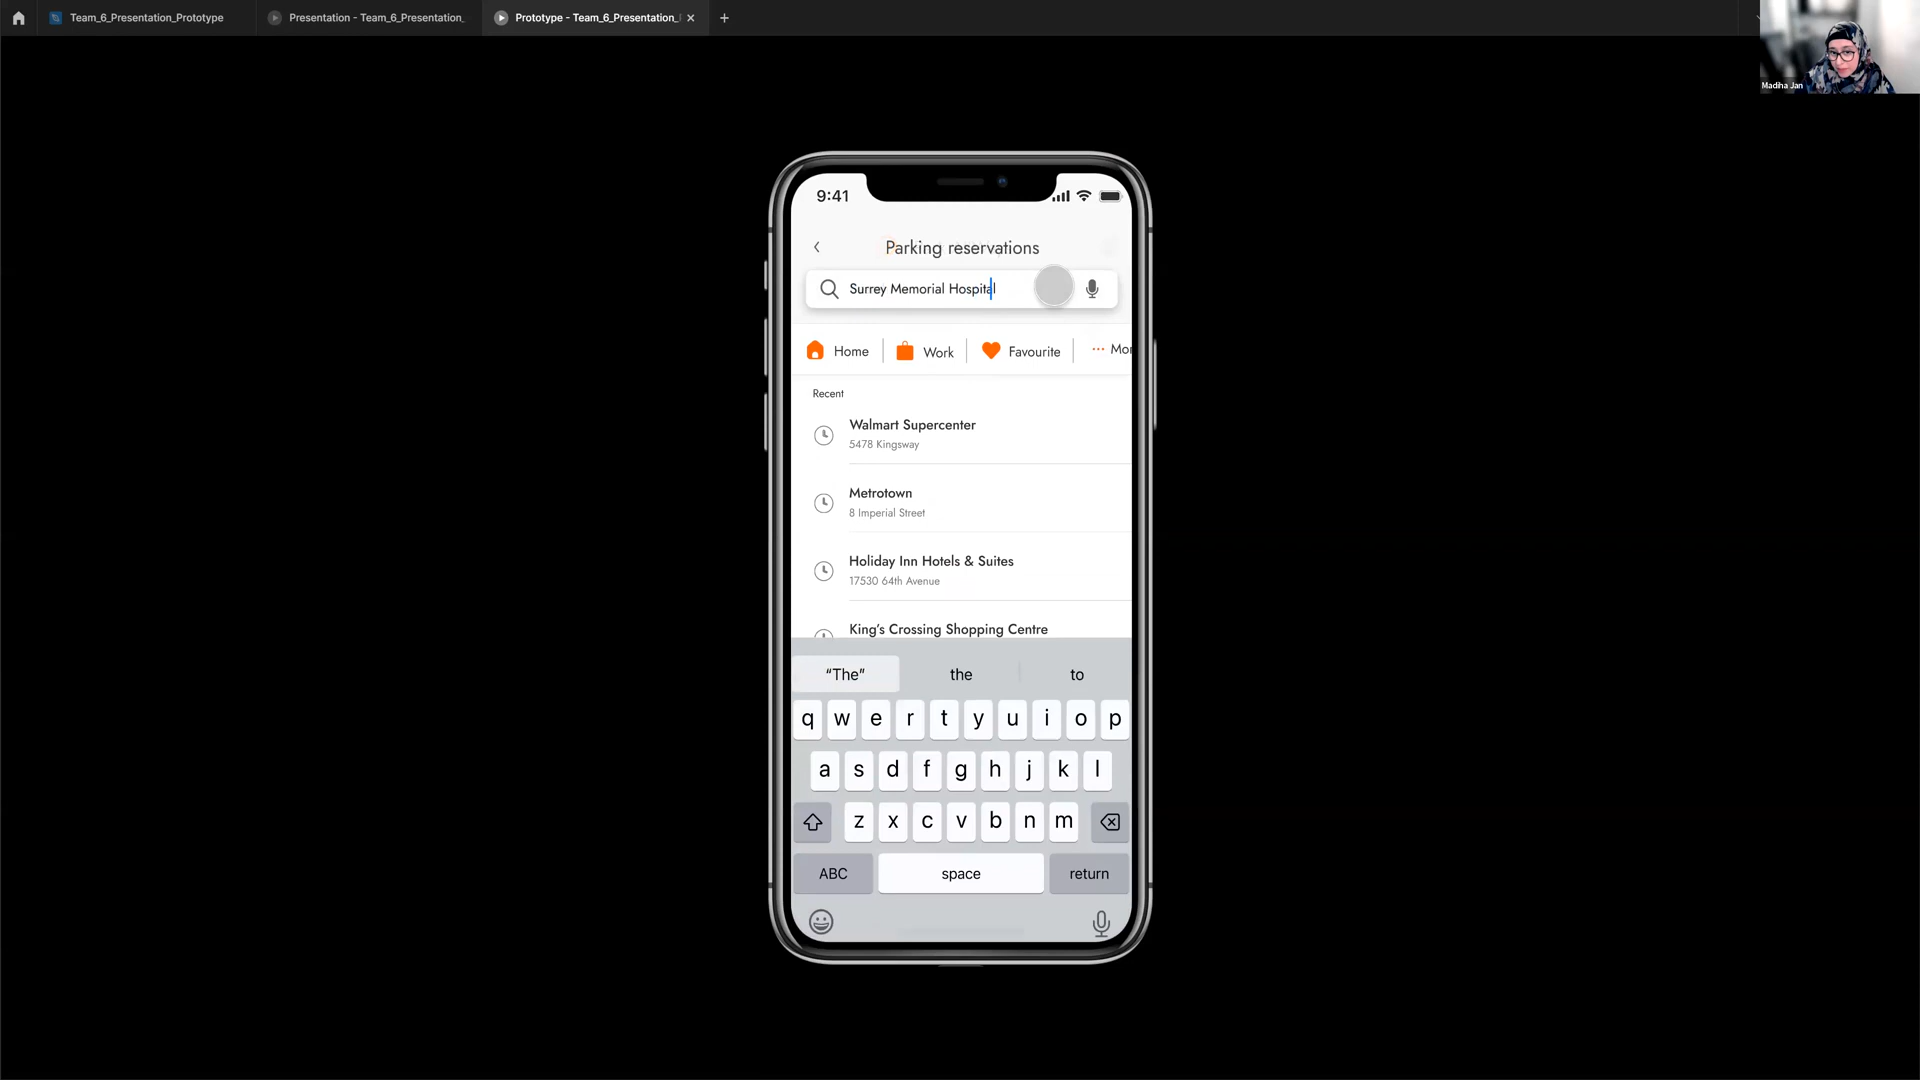 Team_6_Presentation_Prototype
Presentation - Team_6_Presentation_
Prototype - Team_6_Presentation_I
Madiha Jan
9:41
Parking reservations
Surrey Memorial Hospital
Home
Work
Favourite
Mor
Recent
Walmart Supercenter
5478 Kingsway
Metrotown
8 Imperial Street
Holiday Inn Hotels & Suites
17530 64th Avenue
King's Crossing Shopping Centre
“The” the to
q w e r t y u i o p
a s d f g h j k l
z x c v b n m
ABC space return